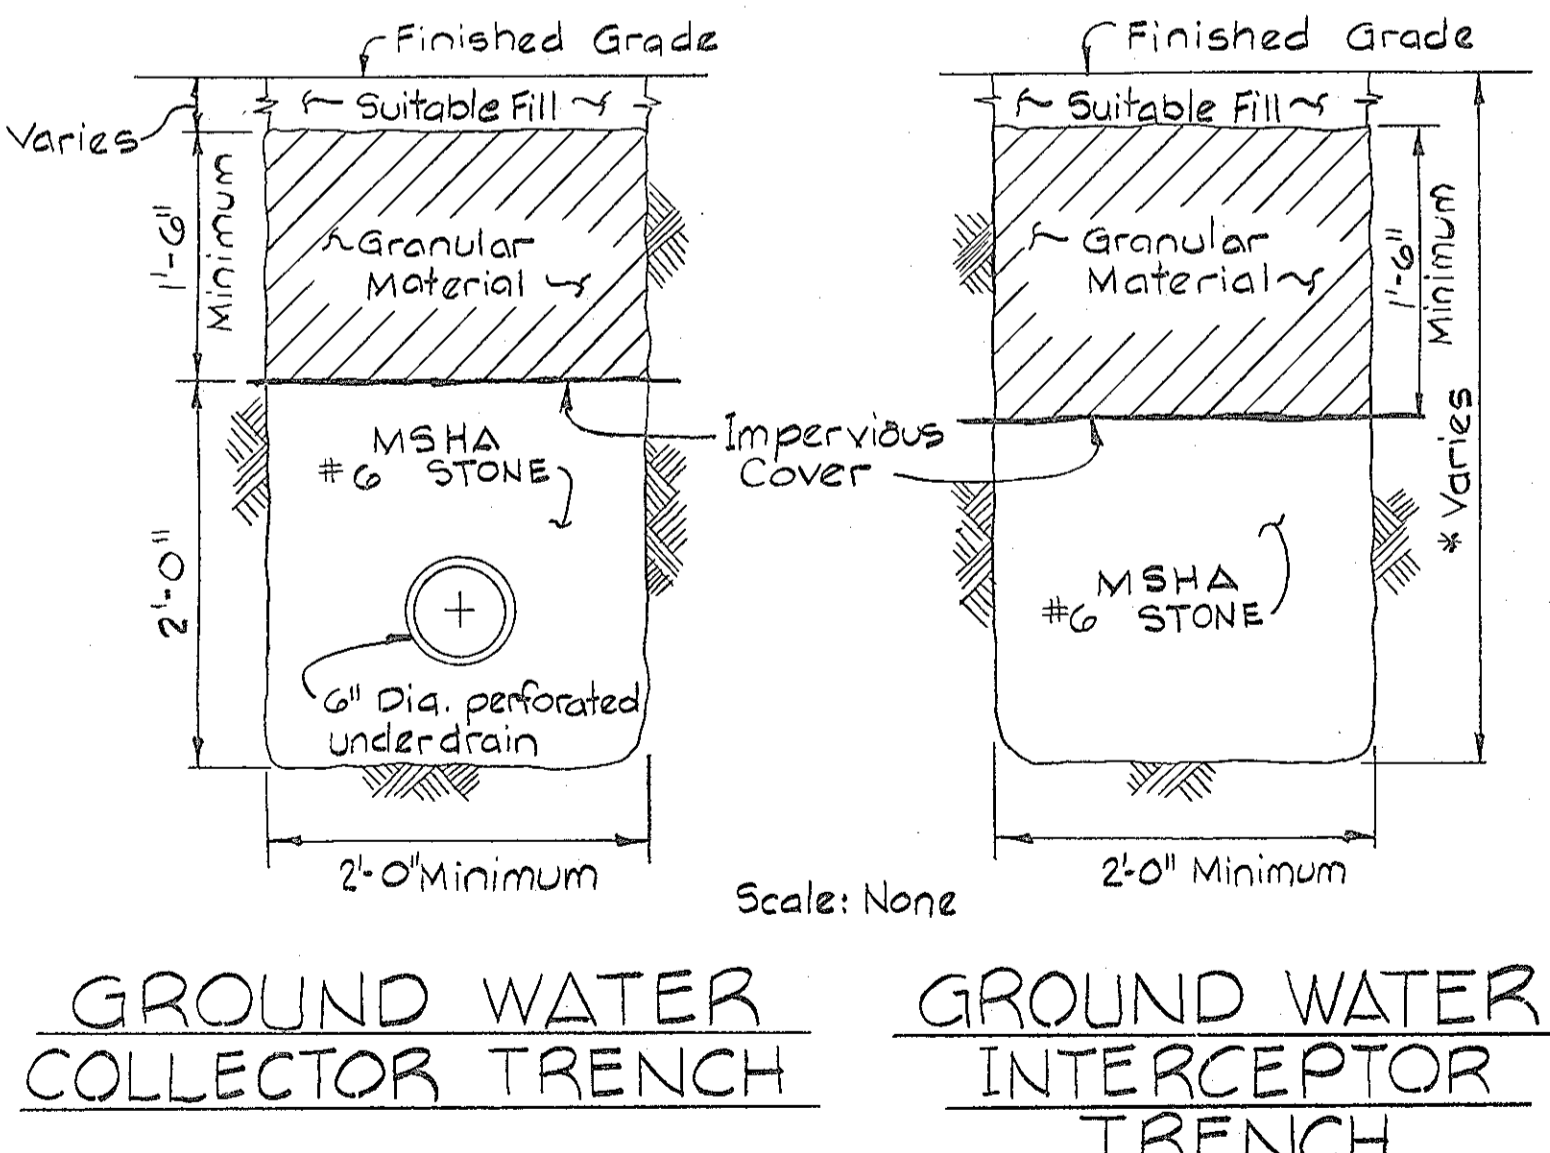 Finished Grade
Suitable Fill
Varies
1'-6"
Minimum
Granular
Material
MSHA
#6 STONE
2'-0"
6" Dia. perforated
underdrain
2'-0" Minimum
Impervious
Cover
Finished Grade
Suitable Fill
Granular
Material
1'-6"
Minimum
* Varies
MSHA
#6 STONE
2'-0" Minimum
Scale: None
GROUND WATER
COLLECTOR TRENCH
GROUND WATER
INTERCEPTOR
TRENCH